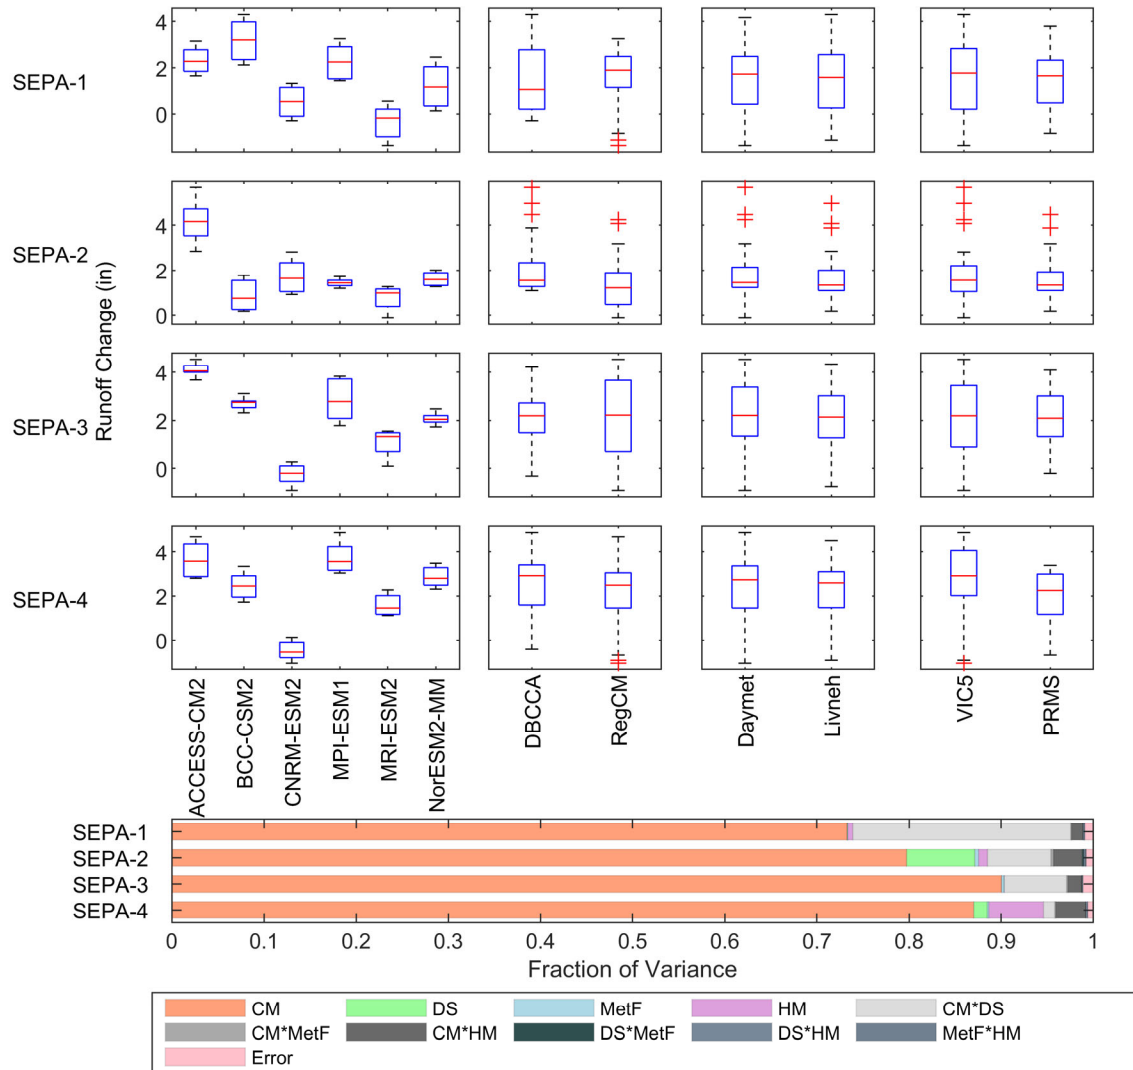 SEPA-1
4
2
0
SEPA-2
4
2
0
Runoff Change (in)
SEPA-3
4
2
0
SEPA-4
4
2
0
ACCESS-CM2
BCC-CSM2
CNRM-ESM2
MPI-ESM1
MRI-ESM2
NorESM2-MM
DBCCA
RegCM
Daymet
Livneh
VIC5
PRMS
SEPA-1
SEPA-2
SEPA-3
SEPA-4
0 0.1 0.2 0.3 0.4 0.5 0.6 0.7 0.8 0.9 1
Fraction of Variance
CM DS MetF HM CM*DS
CM*MetF CM*HM DS*MetF DS*HM MetF*HM
Error